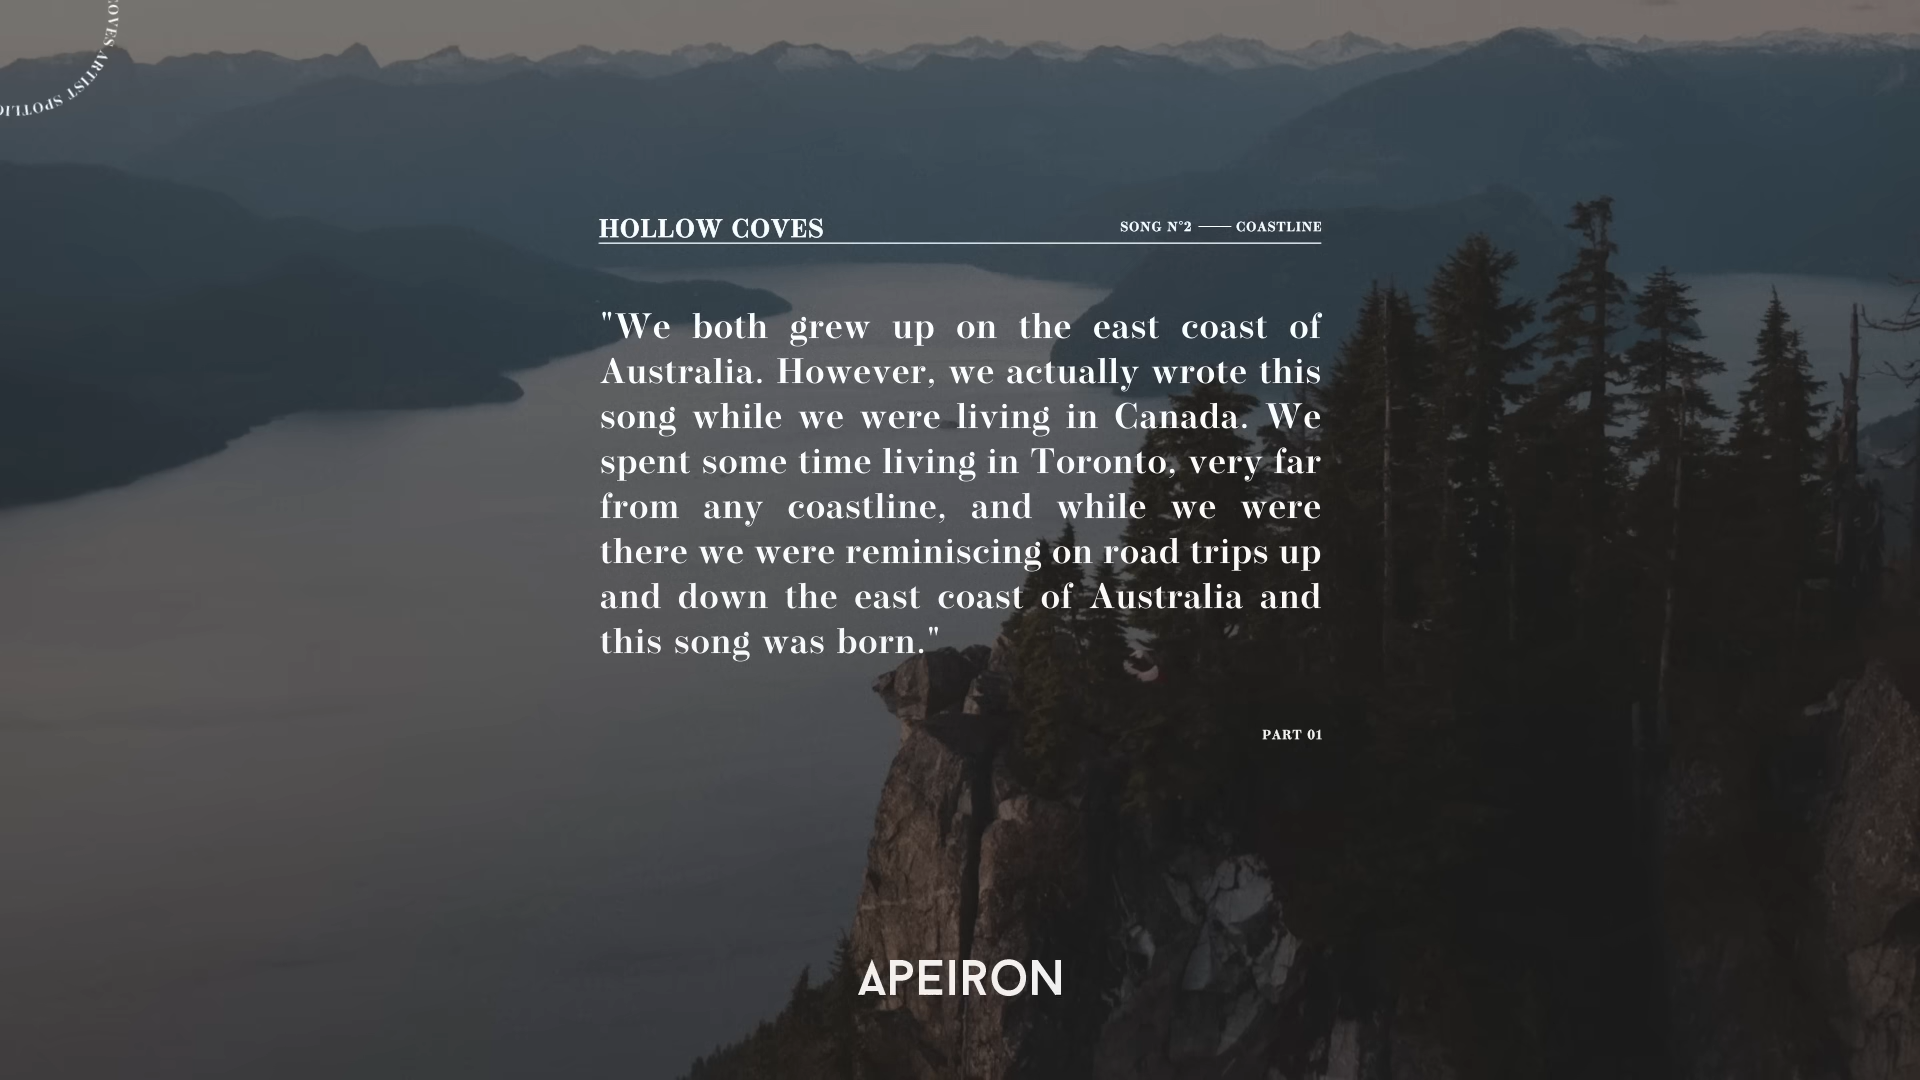 OVES ARTIST SPOTLI
HOLLOW COVES
SONG N°2 — COASTLINE
"We both grew up on the east coast of
Australia. However, we actually wrote this
song while we were living in Canada. We
spent some time living in Toronto, very far
from any coastline, and while we were
there we were reminiscing on road trips up
and down the east coast of Australia and
this song was born."
PART 01
APEIRON